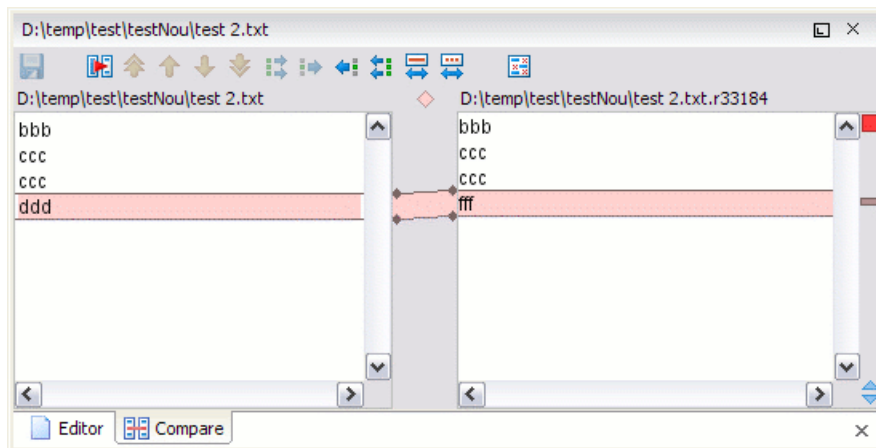 D:\temp\test\testNou\test 2.txt
D:\temp\test\testNou\test 2.txt
D:\temp\test\testNou\test 2.txt.r33184
bbb
ccc
ccc
ddd
bbb
ccc
ccc
fff
Editor
Compare